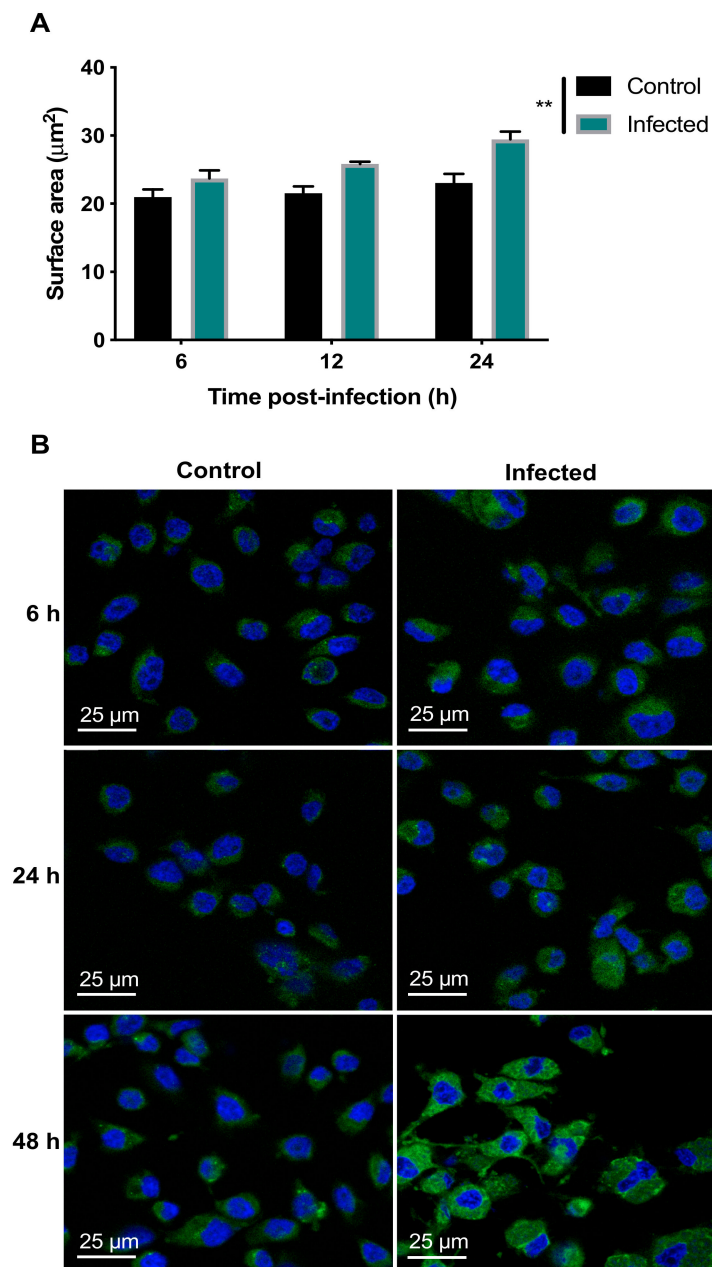 A
40
30
20
10
0
Surface area (μm²)
6
12
24
Time post-infection (h)
**
Control
Infected
B
Control
Infected
6 h
25 μm
25 μm
24 h
25 μm
25 μm
48 h
25 μm
25 μm